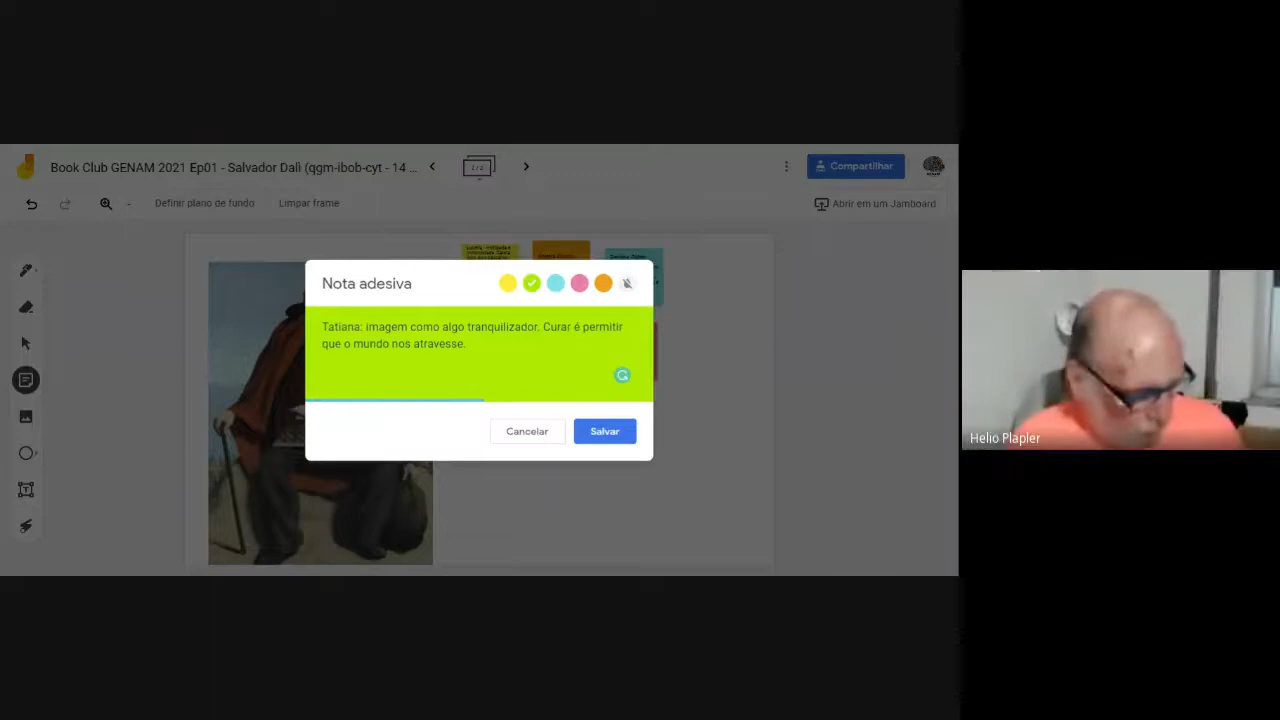 Book Club GENAM 2021 Ep01 - Salvador Dalì (qgm-ibob-cyt - 14 ...
Compartilhar
Definir plano de fundo
Limpar frame
Abrir em um Jamboard
Nota adesiva
Tatiana: imagem como algo tranquilizador. Curar é permitir
que o mundo nos atravesse.
Cancelar
Salvar
Helio Plapler